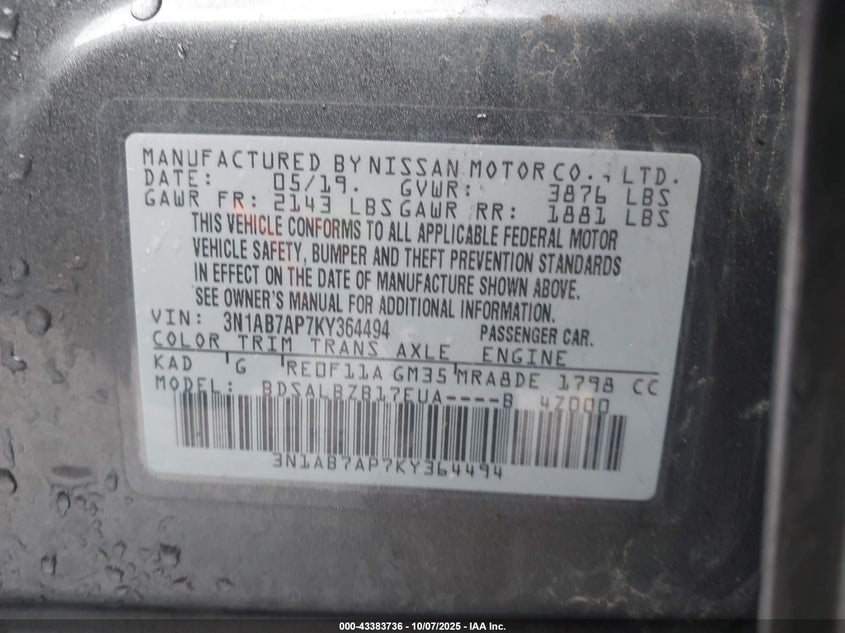 MANUFACTURED BY NISSAN MOTOR CO., LTD.
DATE: 05/19. GVWR: 3876 LBS
GAWR FR: 2143 LBS GAWR RR: 1881 LBS
THIS VEHICLE CONFORMS TO ALL APPLICABLE FEDERAL MOTOR
VEHICLE SAFETY, BUMPER AND THEFT PREVENTION STANDARDS
IN EFFECT ON THE DATE OF MANUFACTURE SHOWN ABOVE.
SEE OWNER'S MANUAL FOR ADDITIONAL INFORMATION.
VIN: 3N1AB7AP7KY364494 PASSENGER CAR.
COLOR TRIM TRANS AXLE ENGINE
KAD G RE0F11A GM35 MRA8DE 1798 CC
MODEL: BDSALBZB17EUA----B 4Z000
3N1AB7AP7KY364494
000-43383736 - 10/07/2025 - IAA Inc.